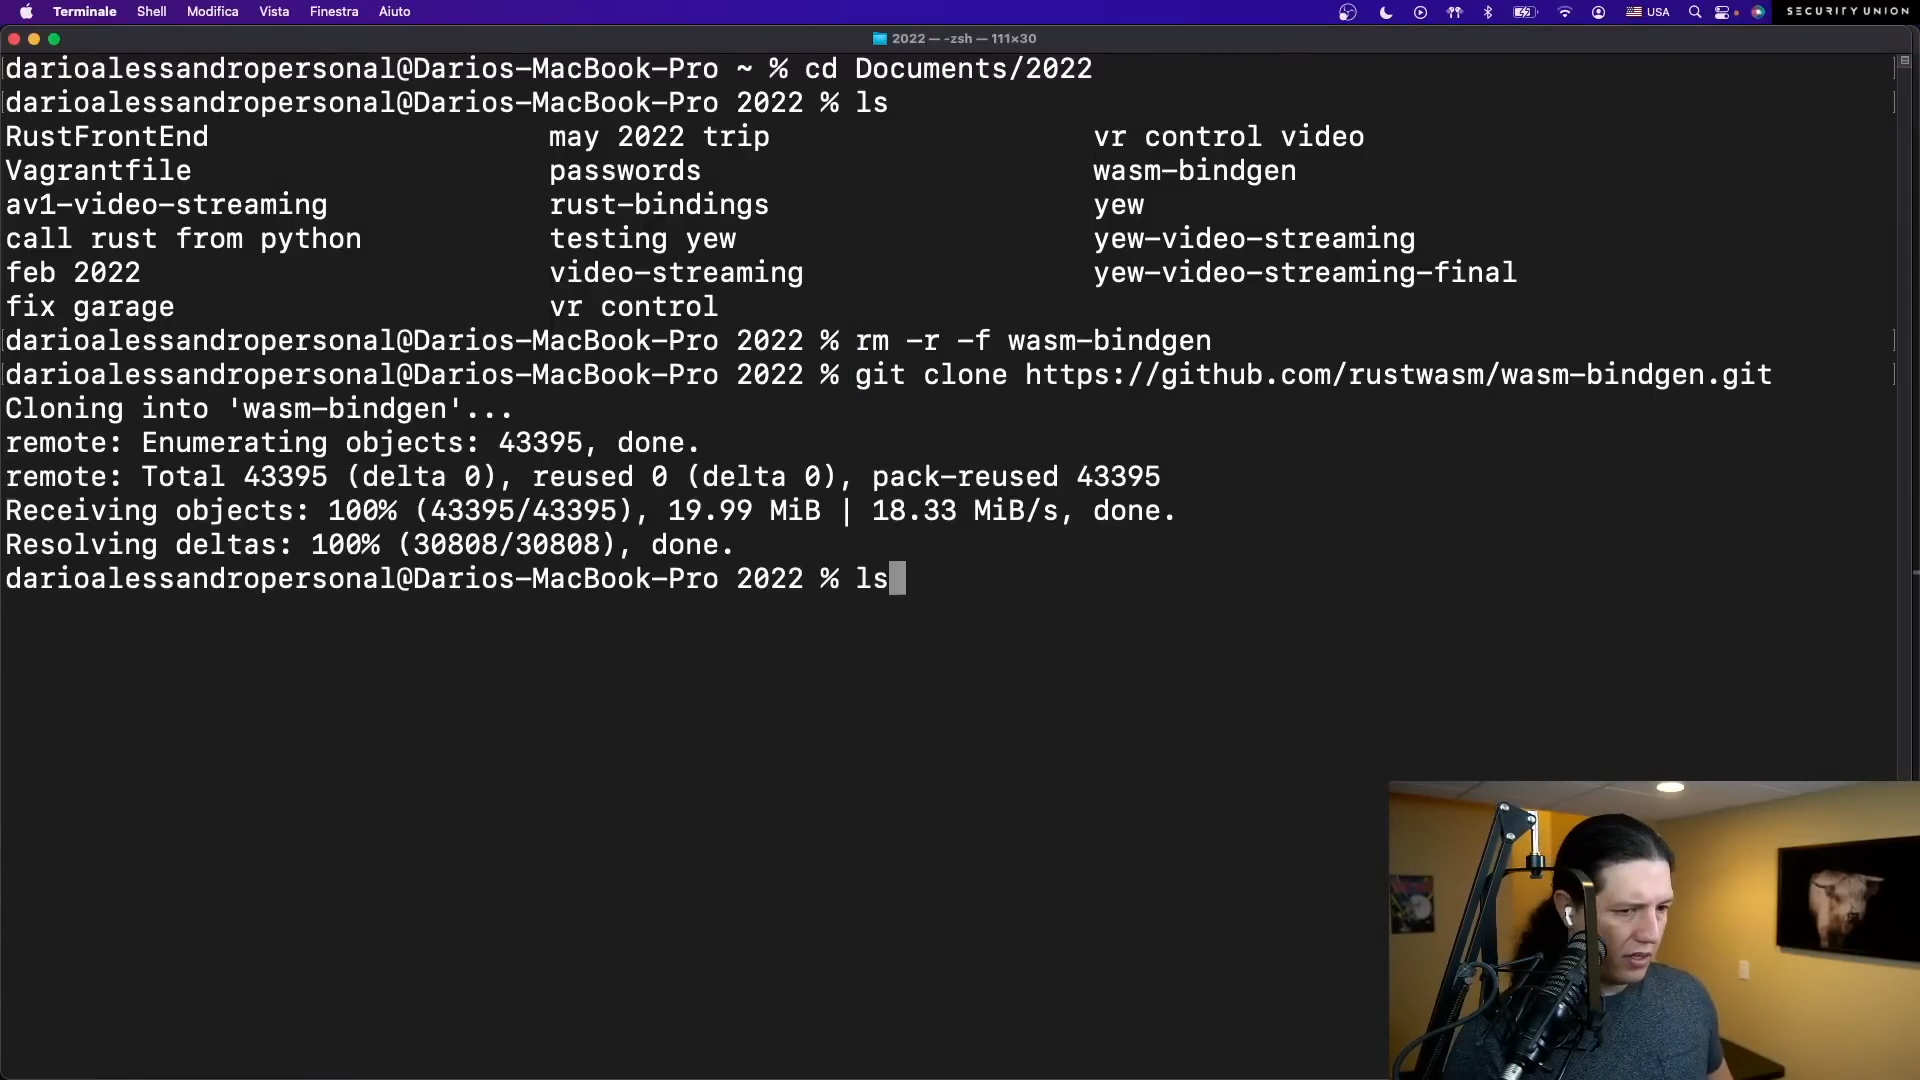 Terminale Shell Modifica Vista Finestra Aiuto USA SECURITY UNION
2022 — -zsh — 111×30
darioalessandropersonal@Darios-MacBook-Pro ~ % cd Documents/2022
darioalessandropersonal@Darios-MacBook-Pro 2022 % ls
RustFrontEnd may 2022 trip vr control video
Vagrantfile passwords wasm-bindgen
av1-video-streaming rust-bindings yew
call rust from python testing yew yew-video-streaming
feb 2022 video-streaming yew-video-streaming-final
fix garage vr control
darioalessandropersonal@Darios-MacBook-Pro 2022 % rm -r -f wasm-bindgen
darioalessandropersonal@Darios-MacBook-Pro 2022 % git clone https://github.com/rustwasm/wasm-bindgen.git
Cloning into 'wasm-bindgen'...
remote: Enumerating objects: 43395, done.
remote: Total 43395 (delta 0), reused 0 (delta 0), pack-reused 43395
Receiving objects: 100% (43395/43395), 19.99 MiB | 18.33 MiB/s, done.
Resolving deltas: 100% (30808/30808), done.
darioalessandropersonal@Darios-MacBook-Pro 2022 % ls